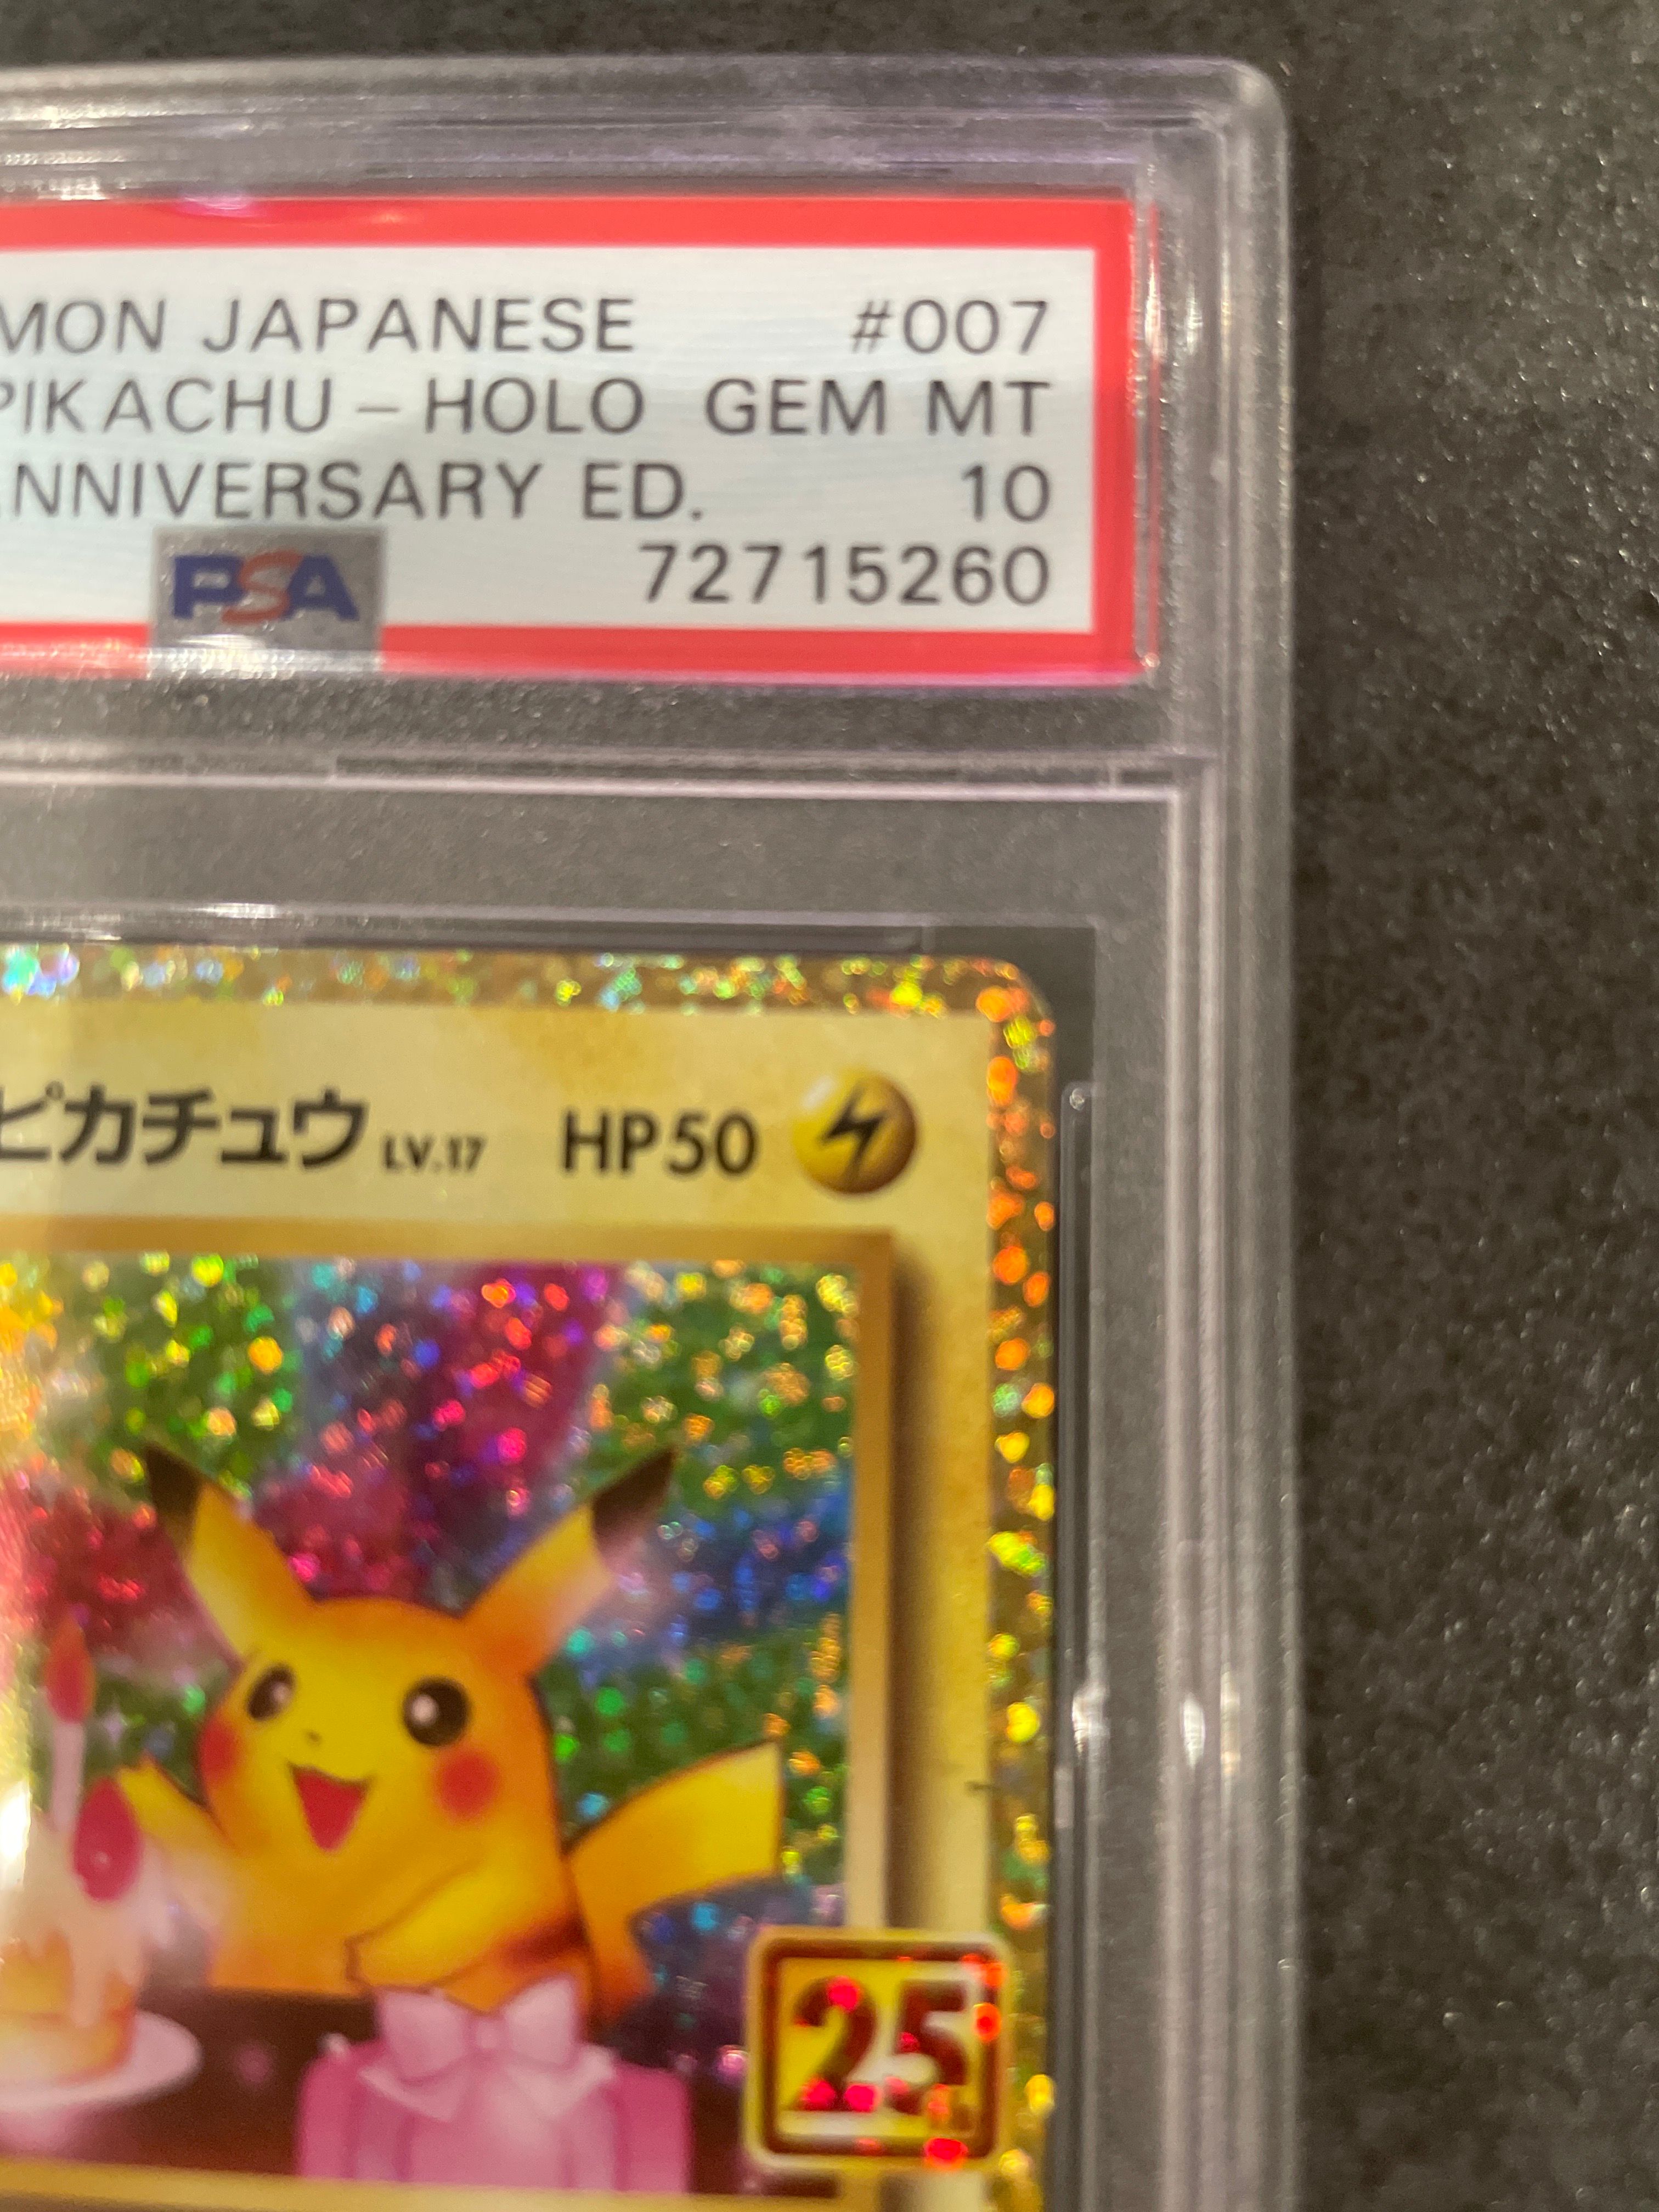 MON JAPANESE #007
PIKACHU – HOLO GEM MT
ANNIVERSARY ED. 10
PSA 72715260
ピカチュウ LV.17 HP50
25